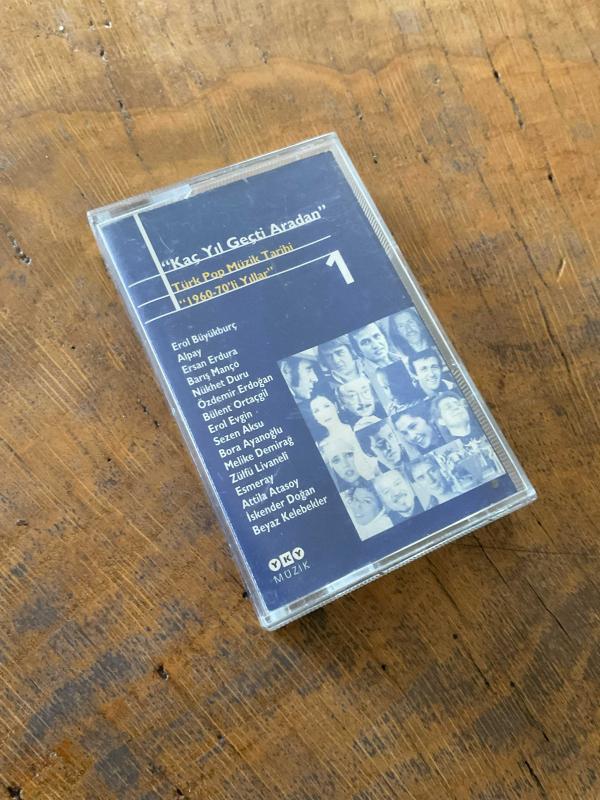 "Kaç Yıl Geçti Aradan"
Türk Pop Müzik Tarihi
"1960-70'li Yıllar"
1
Erol Büyükburç
Alpay
Ersan Erdura
Barış Manço
Nükhet Duru
Özdemir Erdoğan
Bülent Ortaçgil
Erol Evgin
Sezen Aksu
Bora Ayanoğlu
Melike Demirağ
Zülfü Livaneli
Esmeray
Attila Atasoy
İskender Doğan
Beyaz Kelebekler
YKY
MÜZİK